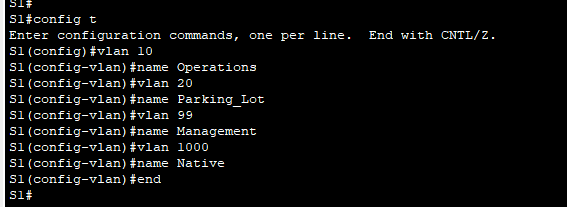 S1#
S1#config t
Enter configuration commands, one per line.  End with CNTL/Z.
S1(config)#vlan 10
S1(config-vlan)#name Operations
S1(config-vlan)#vlan 20
S1(config-vlan)#name Parking_Lot
S1(config-vlan)#vlan 99
S1(config-vlan)#name Management
S1(config-vlan)#vlan 1000
S1(config-vlan)#name Native
S1(config-vlan)#end
S1#